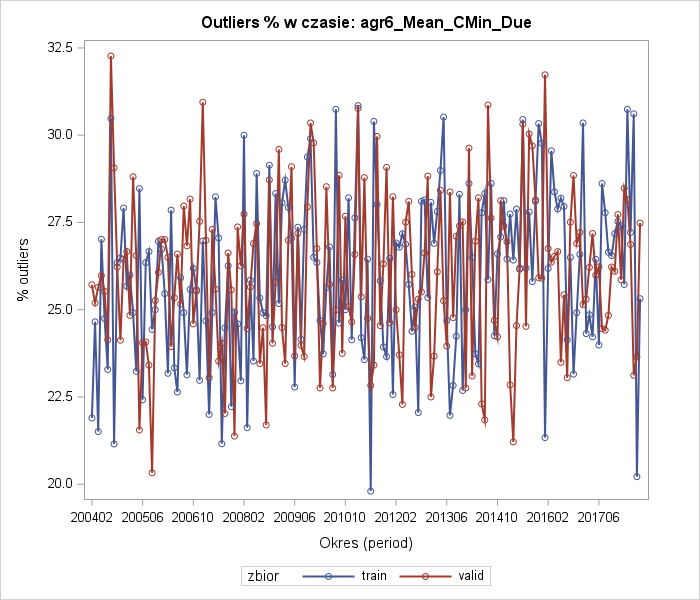 Outliers % w czasie: agr6_Mean_CMin_Due
% outliers
32.5
30.0
27.5
25.0
22.5
20.0
200402 200506 200610 200802 200906 201010 201202 201306 201410 201602 201706
Okres (period)
zbior train valid